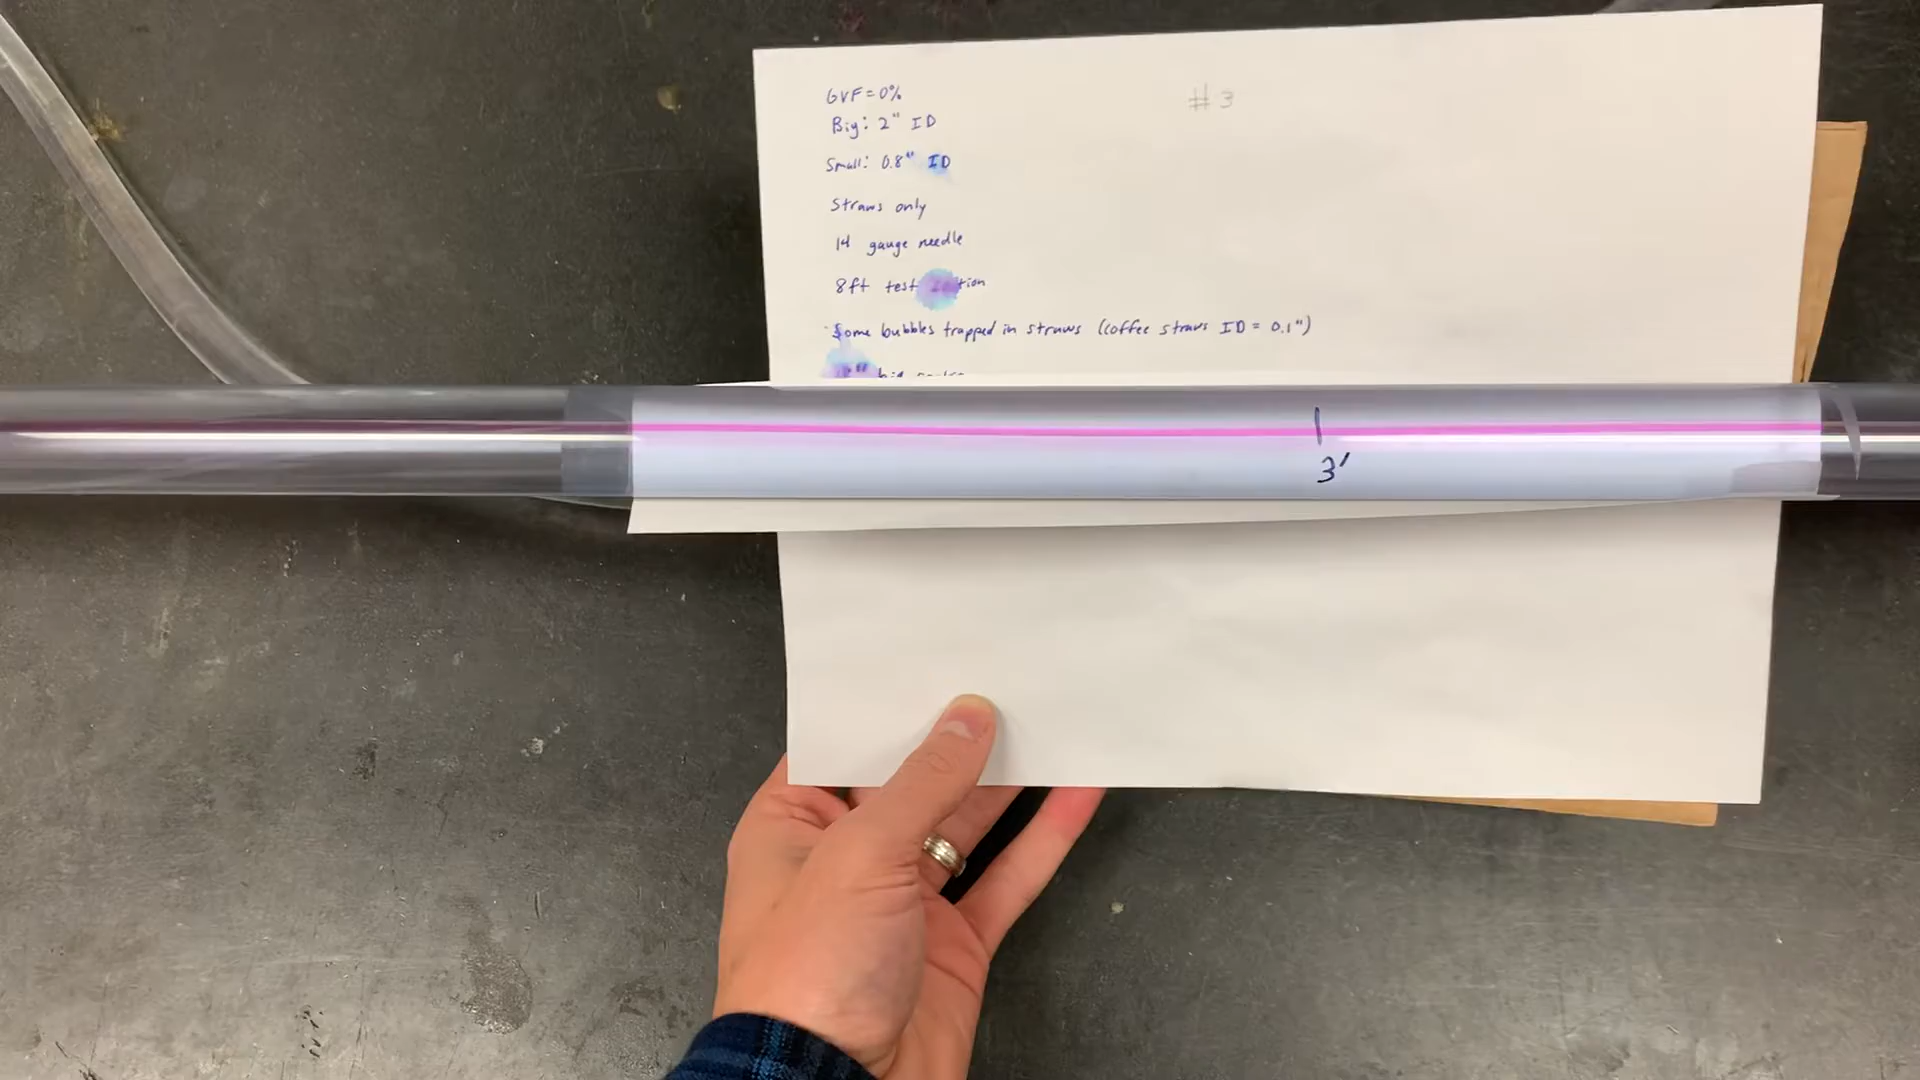 GVF=0%
#3
Big: 2" ID
Small: 0.8" ID
Straws only
14 gauge needle
8ft test
Some bubbles trapped in straws (coffee straws ID = 0.1")
big
3'